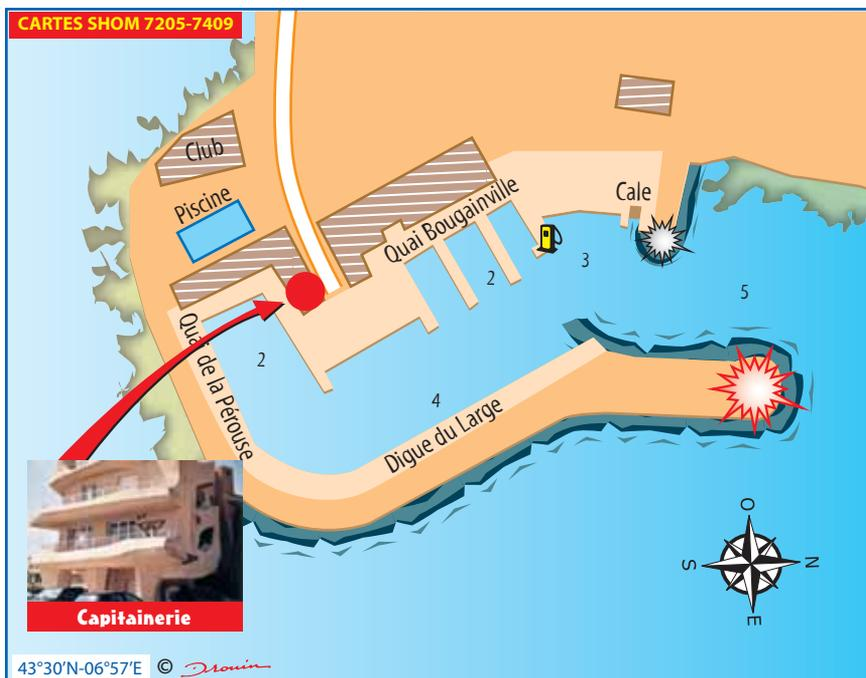 CARTES SHOM 7205-7409
Club
Piscine
Cale
Quai Bougainville
3
2
5
2
Quai de la Pérouse
4
Digue du Large
O
S
N
E
Capitainerie
43°30’N-06°57’E © Drouin